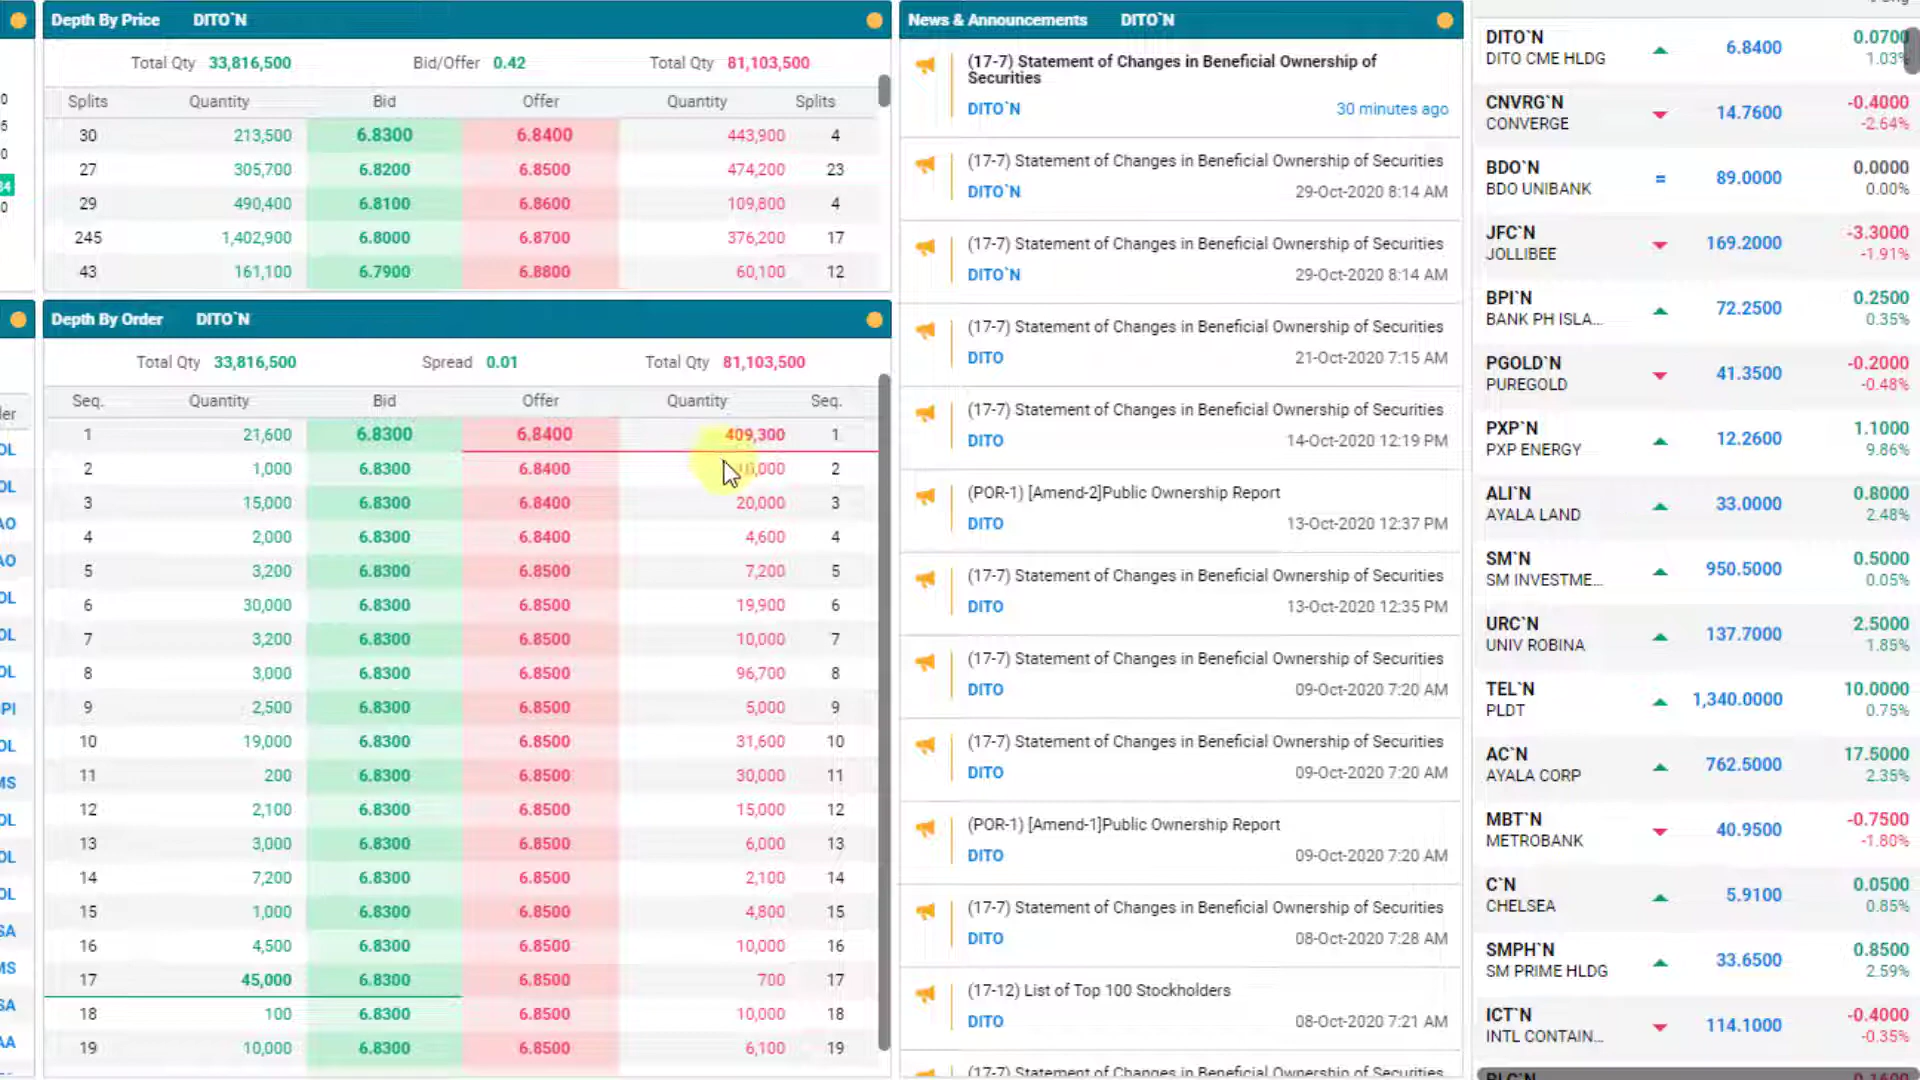 Depth By Price DITO`N
Total Qty 33,816,500 Bid/Offer 0.42 Total Qty 81,103,500
Splits Quantity Bid Offer Quantity Splits
30 213,500 6.8300 6.8400 443,900 4
27 305,700 6.8200 6.8500 474,200 23
29 490,400 6.8100 6.8600 109,800 4
245 1,402,900 6.8000 6.8700 376,200 17
43 161,100 6.7900 6.8800 60,100 12
Depth By Order DITO`N
Total Qty 33,816,500 Spread 0.01 Total Qty 81,103,500
Seq. Quantity Bid Offer Quantity Seq.
1 21,600 6.8300 6.8400 409,300 1
2 1,000 6.8300 6.8400 2
3 15,000 6.8300 6.8400 20,000 3
4 2,000 6.8300 6.8400 4,600 4
5 3,200 6.8300 6.8500 7,200 5
6 30,000 6.8300 6.8500 19,900 6
7 3,200 6.8300 6.8500 10,000 7
8 3,000 6.8300 6.8500 96,700 8
9 2,500 6.8300 6.8500 5,000 9
10 19,000 6.8300 6.8500 31,600 10
11 200 6.8300 6.8500 30,000 11
12 2,100 6.8300 6.8500 15,000 12
13 3,000 6.8300 6.8500 6,000 13
14 7,200 6.8300 6.8500 2,100 14
15 1,000 6.8300 6.8500 4,800 15
16 4,500 6.8300 6.8500 10,000 16
17 45,000 6.8300 6.8500 700 17
18 100 6.8300 6.8500 10,000 18
19 10,000 6.8300 6.8500 6,100 19
News & Announcements DITO`N
(17-7) Statement of Changes in Beneficial Ownership of
Securities
DITO`N 30 minutes ago
(17-7) Statement of Changes in Beneficial Ownership of Securities
DITO`N 29-Oct-2020 8:14 AM
(17-7) Statement of Changes in Beneficial Ownership of Securities
DITO`N 29-Oct-2020 8:14 AM
(17-7) Statement of Changes in Beneficial Ownership of Securities
DITO 21-Oct-2020 7:15 AM
(17-7) Statement of Changes in Beneficial Ownership of Securities
DITO 14-Oct-2020 12:19 PM
(POR-1) [Amend-2]Public Ownership Report
DITO 13-Oct-2020 12:37 PM
(17-7) Statement of Changes in Beneficial Ownership of Securities
DITO 13-Oct-2020 12:35 PM
(17-7) Statement of Changes in Beneficial Ownership of Securities
DITO 09-Oct-2020 7:20 AM
(17-7) Statement of Changes in Beneficial Ownership of Securities
DITO 09-Oct-2020 7:20 AM
(POR-1) [Amend-1]Public Ownership Report
DITO 09-Oct-2020 7:20 AM
(17-7) Statement of Changes in Beneficial Ownership of Securities
DITO 08-Oct-2020 7:28 AM
(17-12) List of Top 100 Stockholders
DITO 08-Oct-2020 7:21 AM
(17-7) Statement of Changes in Beneficial Ownership of Securities
DITO`N 6.8400 0.0700
DITO CME HLDG 1.03%
CNVRG`N 14.7600 -0.4000
CONVERGE -2.64%
BDO`N = 89.0000 0.0000
BDO UNIBANK 0.00%
JFC`N 169.2000 -3.3000
JOLLIBEE -1.91%
BPI`N 72.2500 0.2500
BANK PH ISLA... 0.35%
PGOLD`N 41.3500 -0.2000
PUREGOLD -0.48%
PXP`N 12.2600 1.1000
PXP ENERGY 9.86%
ALI`N 33.0000 0.8000
AYALA LAND 2.48%
SM`N 950.5000 0.5000
SM INVESTME... 0.05%
URC`N 137.7000 2.5000
UNIV ROBINA 1.85%
TEL`N 1,340.0000 10.0000
PLDT 0.75%
AC`N 762.5000 17.5000
AYALA CORP 2.35%
MBT`N 40.9500 -0.7500
METROBANK -1.80%
C`N 5.9100 0.0500
CHELSEA 0.85%
SMPH`N 33.6500 0.8500
SM PRIME HLDG 2.59%
ICT`N 114.1000 -0.4000
INTL CONTAIN... -0.35%